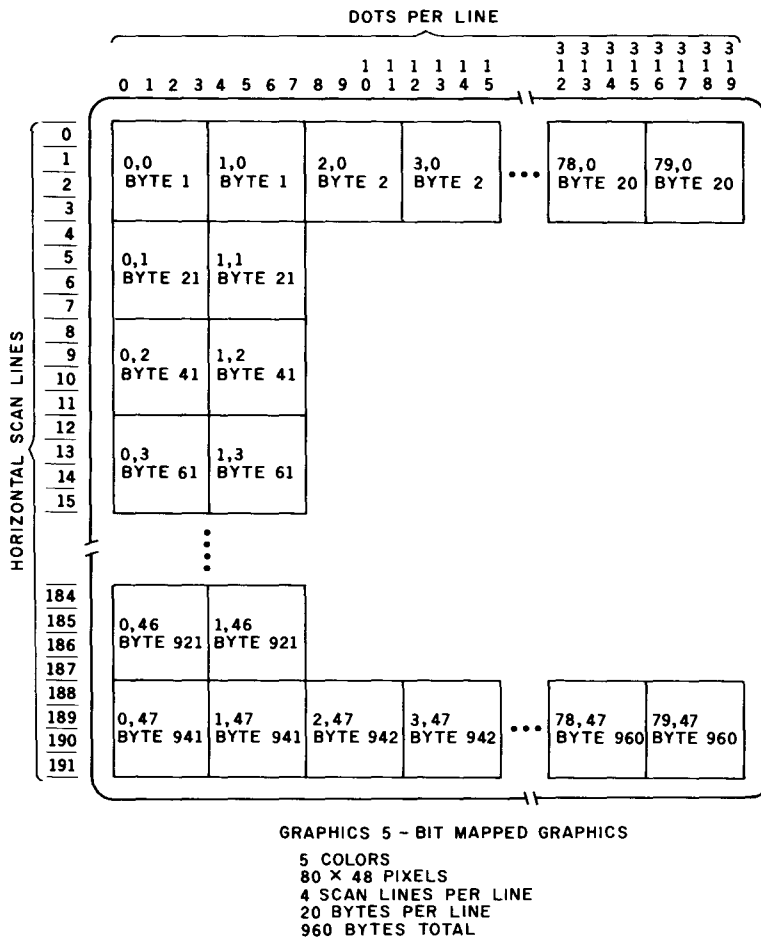 DOTS PER LINE
0 1 2 3 4 5 6 7 8 9 10 11 12 13 14 15 312 313 314 315 316 317 318 319
HORIZONTAL SCAN LINES
0
1
2
3
4
5
6
7
8
9
10
11
12
13
14
15
184
185
186
187
188
189
190
191
0,0 1,0 2,0 3,0 ••• 78,0 79,0
BYTE 1 BYTE 1 BYTE 2 BYTE 2 BYTE 20 BYTE 20
0,1 1,1
BYTE 21 BYTE 21
0,2 1,2
BYTE 41 BYTE 41
0,3 1,3
BYTE 61 BYTE 61
0,46 1,46
BYTE 921 BYTE 921
0,47 1,47 2,47 3,47 ••• 78,47 79,47
BYTE 941 BYTE 941 BYTE 942 BYTE 942 BYTE 960 BYTE 960
GRAPHICS 5 ~ BIT MAPPED GRAPHICS
5 COLORS
80 × 48 PIXELS
4 SCAN LINES PER LINE
20 BYTES PER LINE
960 BYTES TOTAL